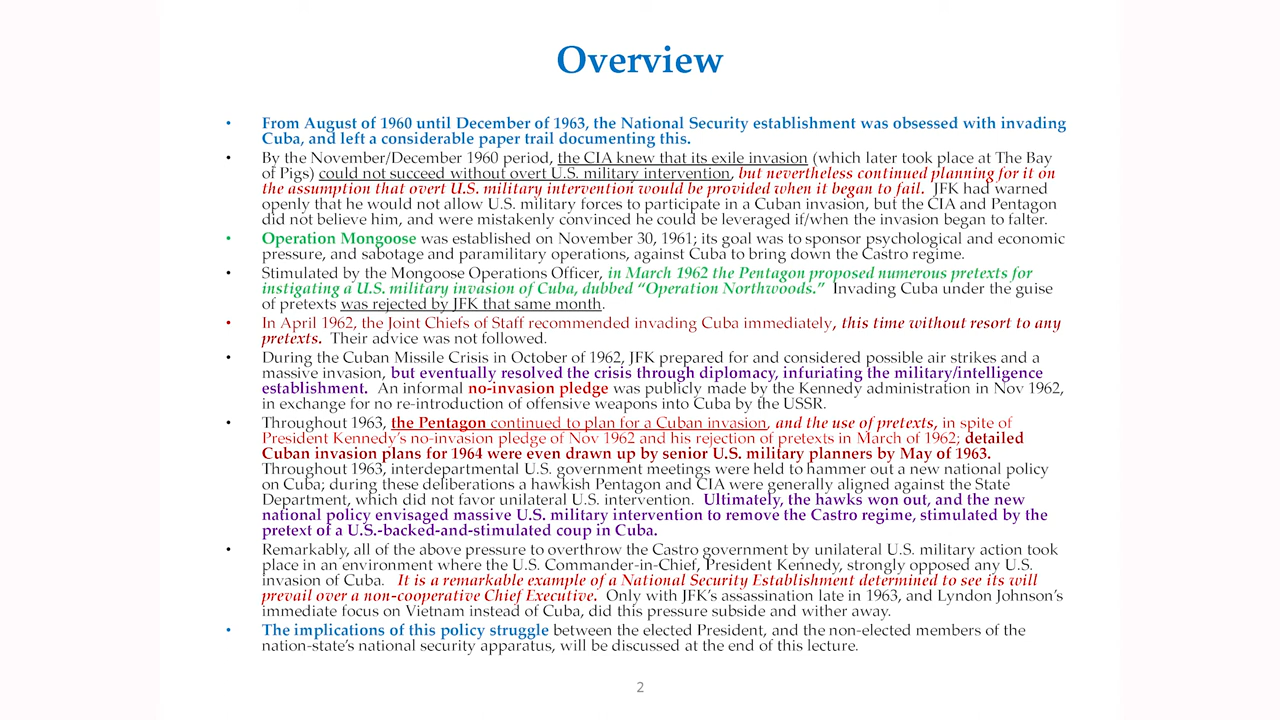 Overview
• From August of 1960 until December of 1963, the National Security establishment was obsessed with invading
Cuba, and left a considerable paper trail documenting this.
• By the November/December 1960 period, the CIA knew that its exile invasion (which later took place at The Bay
of Pigs) could not succeed without overt U.S. military intervention, but nevertheless continued planning for it on
the assumption that overt U.S. military intervention would be provided when it began to fail. JFK had warned
openly that he would not allow U.S. military forces to participate in a Cuban invasion, but the CIA and Pentagon
did not believe him, and were mistakenly convinced he could be leveraged if/when the invasion began to falter.
• Operation Mongoose was established on November 30, 1961; its goal was to sponsor psychological and economic
pressure, and sabotage and paramilitary operations, against Cuba to bring down the Castro regime.
• Stimulated by the Mongoose Operations Officer, in March 1962 the Pentagon proposed numerous pretexts for
instigating a U.S. military invasion of Cuba, dubbed “Operation Northwoods.” Invading Cuba under the guise
of pretexts was rejected by JFK that same month.
• In April 1962, the Joint Chiefs of Staff recommended invading Cuba immediately, this time without resort to any
pretexts. Their advice was not followed.
• During the Cuban Missile Crisis in October of 1962, JFK prepared for and considered possible air strikes and a
massive invasion, but eventually resolved the crisis through diplomacy, infuriating the military/intelligence
establishment. An informal no-invasion pledge was publicly made by the Kennedy administration in Nov 1962,
in exchange for no re-introduction of offensive weapons into Cuba by the USSR.
• Throughout 1963, the Pentagon continued to plan for a Cuban invasion, and the use of pretexts, in spite of
President Kennedy’s no-invasion pledge of Nov 1962 and his rejection of pretexts in March of 1962; detailed
Cuban invasion plans for 1964 were even drawn up by senior U.S. military planners by May of 1963.
Throughout 1963, interdepartmental U.S. government meetings were held to hammer out a new national policy
on Cuba; during these deliberations a hawkish Pentagon and CIA were generally aligned against the State
Department, which did not favor unilateral U.S. intervention. Ultimately, the hawks won out, and the new
national policy envisaged massive U.S. military intervention to remove the Castro regime, stimulated by the
pretext of a U.S.-backed-and-stimulated coup in Cuba.
• Remarkably, all of the above pressure to overthrow the Castro government by unilateral U.S. military action took
place in an environment where the U.S. Commander-in-Chief, President Kennedy, strongly opposed any U.S.
invasion of Cuba. It is a remarkable example of a National Security Establishment determined to see its will
prevail over a non-cooperative Chief Executive. Only with JFK’s assassination late in 1963, and Lyndon Johnson’s
immediate focus on Vietnam instead of Cuba, did this pressure subside and wither away.
• The implications of this policy struggle between the elected President, and the non-elected members of the
nation-state’s national security apparatus, will be discussed at the end of this lecture.
2